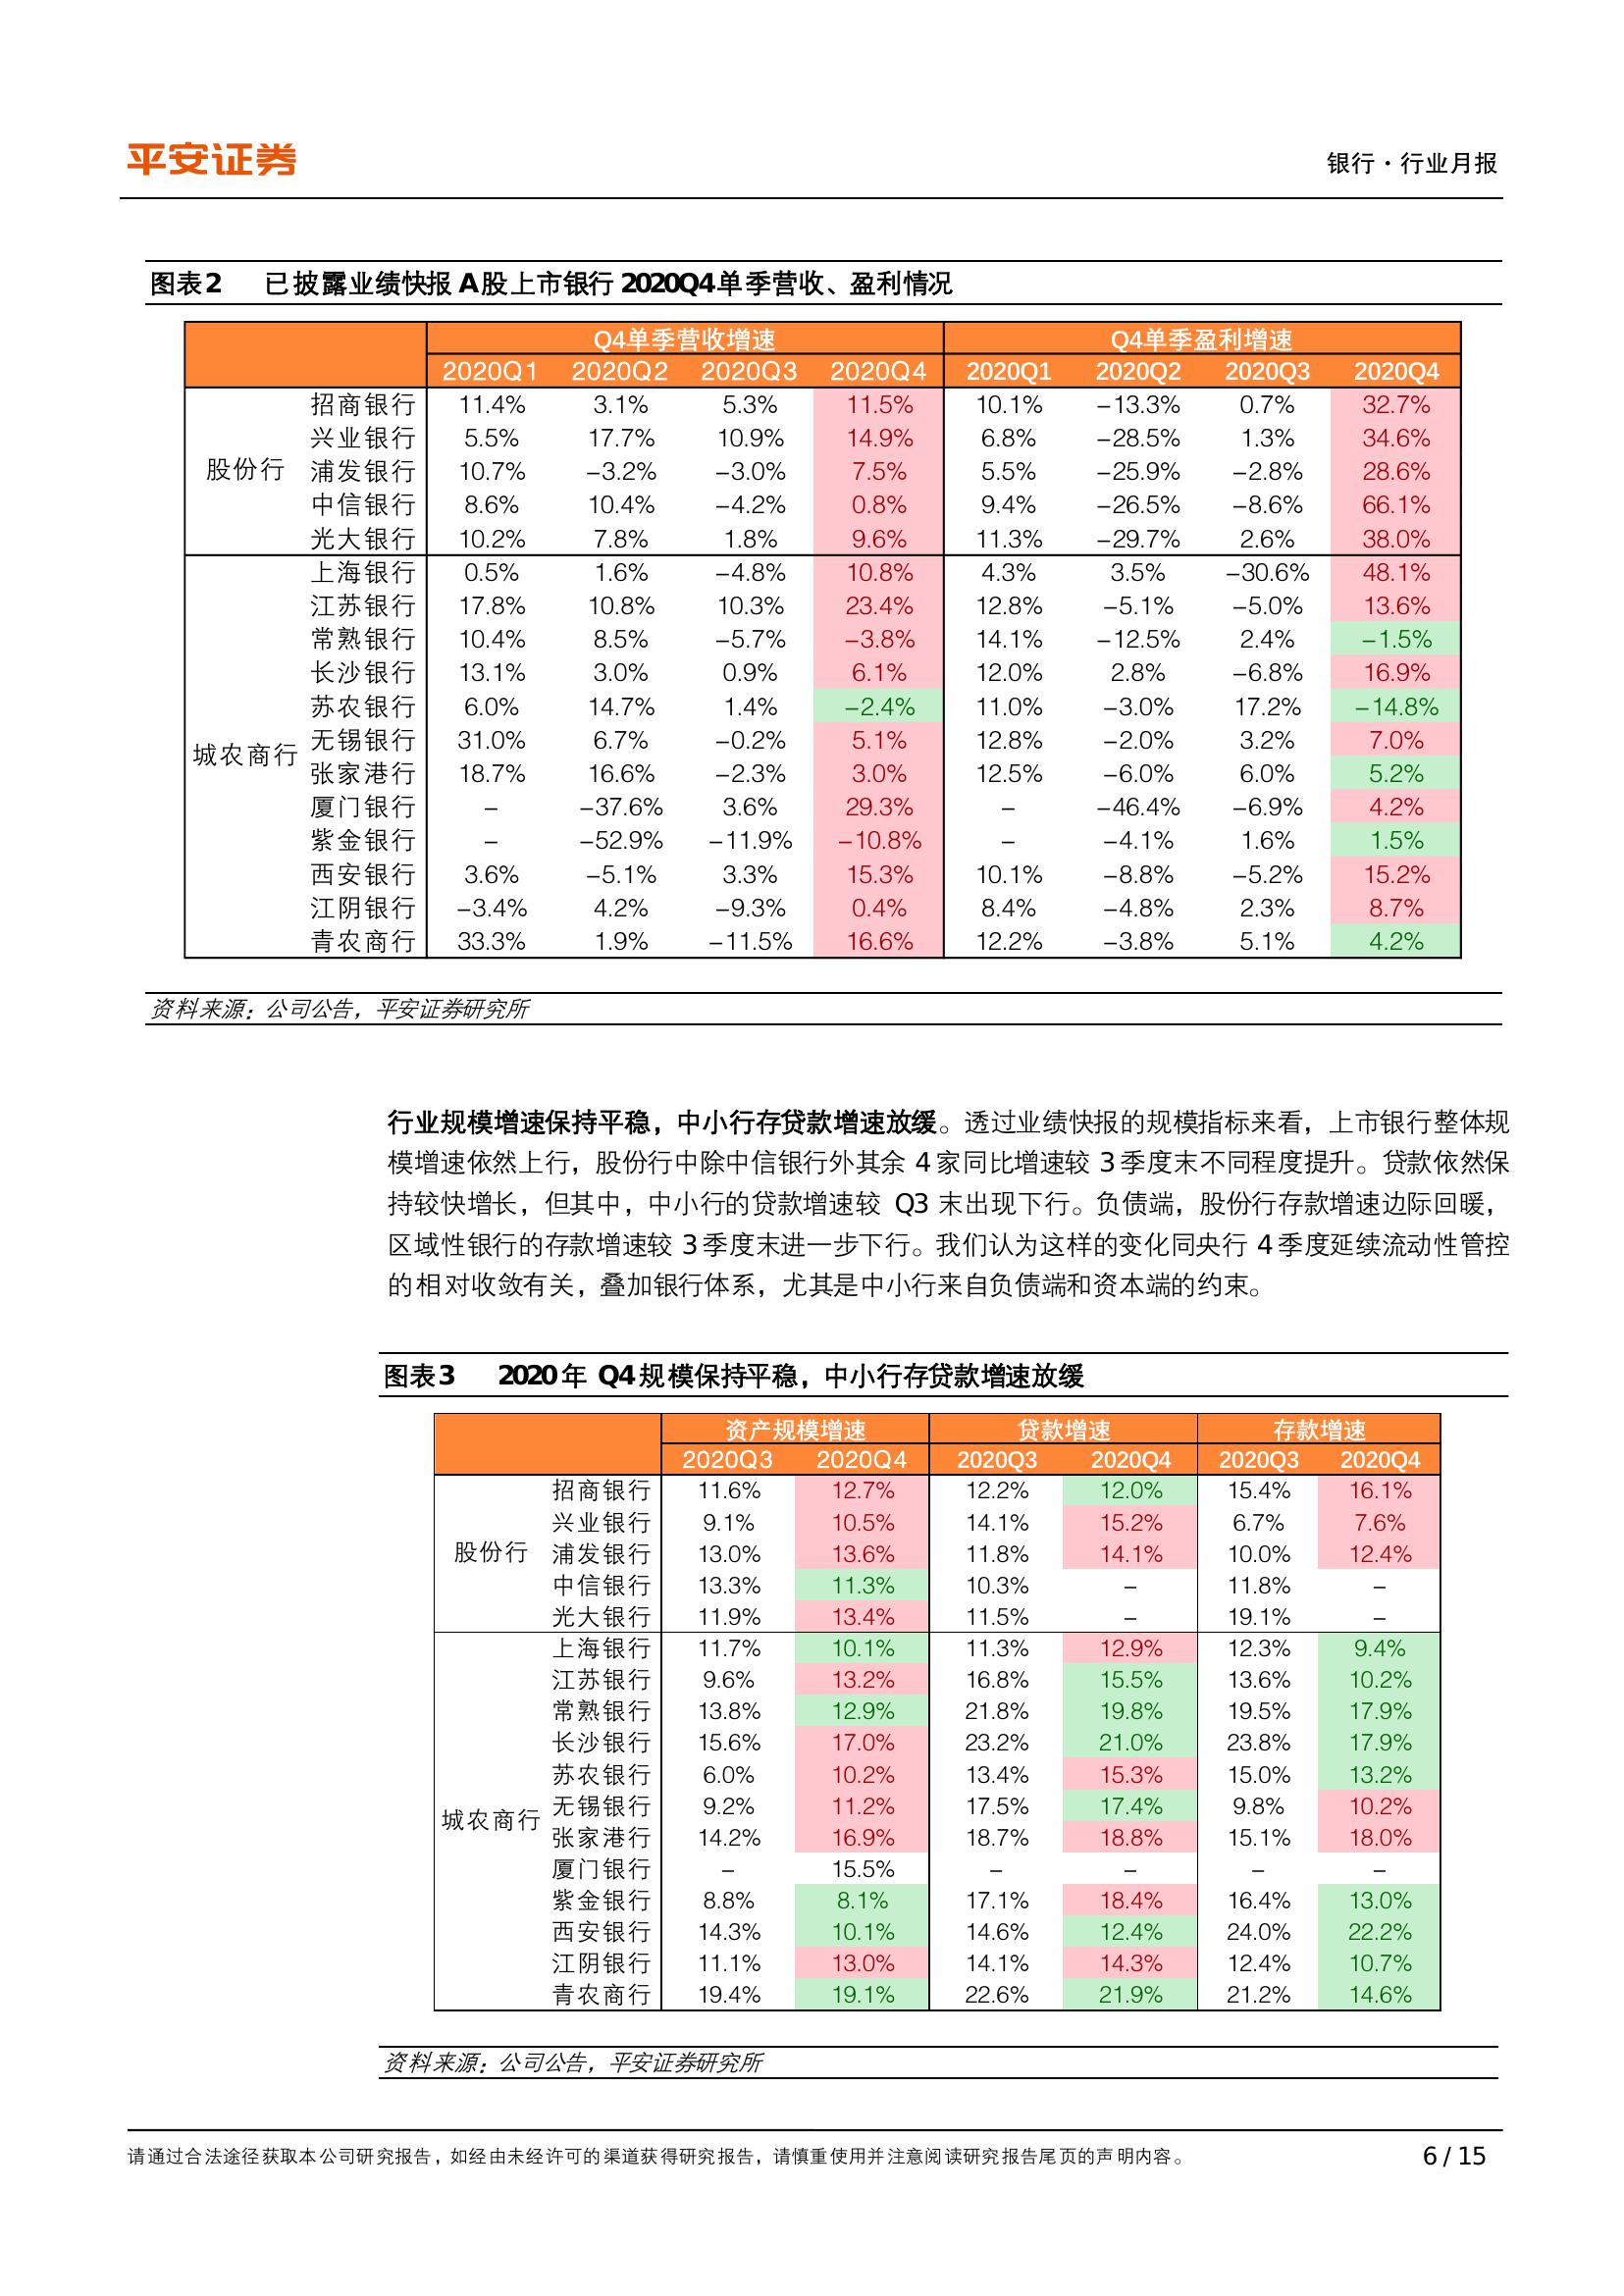 平安证券
银行·行业月报
图表2 已披露业绩快报 A股上市银行 2020Q4单季营收、盈利情况
Q4单季营收增速 Q4单季盈利增速
2020Q1 2020Q2 2020Q3 2020Q4 2020Q1 2020Q2 2020Q3 2020Q4
股份行
招商银行 11.4% 3.1% 5.3% 11.5% 10.1% −13.3% 0.7% 32.7%
兴业银行 5.5% 17.7% 10.9% 14.9% 6.8% −28.5% 1.3% 34.6%
浦发银行 10.7% −3.2% −3.0% 7.5% 5.5% −25.9% −2.8% 28.6%
中信银行 8.6% 10.4% −4.2% 0.8% 9.4% −26.5% −8.6% 66.1%
光大银行 10.2% 7.8% 1.8% 9.6% 11.3% −29.7% 2.6% 38.0%
城农商行
上海银行 0.5% 1.6% −4.8% 10.8% 4.3% 3.5% −30.6% 48.1%
江苏银行 17.8% 10.8% 10.3% 23.4% 12.8% −5.1% −5.0% 13.6%
常熟银行 10.4% 8.5% −5.7% −3.8% 14.1% −12.5% 2.4% −1.5%
长沙银行 13.1% 3.0% 0.9% 6.1% 12.0% 2.8% −6.8% 16.9%
苏农银行 6.0% 14.7% 1.4% −2.4% 11.0% −3.0% 17.2% −14.8%
无锡银行 31.0% 6.7% −0.2% 5.1% 12.8% −2.0% 3.2% 7.0%
张家港行 18.7% 16.6% −2.3% 3.0% 12.5% −6.0% 6.0% 5.2%
厦门银行 – −37.6% 3.6% 29.3% – −46.4% −6.9% 4.2%
紫金银行 – −52.9% −11.9% −10.8% – −4.1% 1.6% 1.5%
西安银行 3.6% −5.1% 3.3% 15.3% 10.1% −8.8% −5.2% 15.2%
江阴银行 −3.4% 4.2% −9.3% 0.4% 8.4% −4.8% 2.3% 8.7%
青农商行 33.3% 1.9% −11.5% 16.6% 12.2% −3.8% 5.1% 4.2%
资料来源：公司公告，平安证券研究所
行业规模增速保持平稳，中小行存贷款增速放缓。透过业绩快报的规模指标来看，上市银行整体规
模增速依然上行，股份行中除中信银行外其余 4 家同比增速较 3 季度末不同程度提升。贷款依然保
持较快增长，但其中，中小行的贷款增速较 Q3 末出现下行。负债端，股份行存款增速边际回暖，
区域性银行的存款增速较 3 季度末进一步下行。我们认为这样的变化同央行 4 季度延续流动性管控
的相对收敛有关，叠加银行体系，尤其是中小行来自负债端和资本端的约束。
图表3 2020 年 Q4 规模保持平稳，中小行存贷款增速放缓
资产规模增速 贷款增速 存款增速
2020Q3 2020Q4 2020Q3 2020Q4 2020Q3 2020Q4
股份行
招商银行 11.6% 12.7% 12.2% 12.0% 15.4% 16.1%
兴业银行 9.1% 10.5% 14.1% 15.2% 6.7% 7.6%
浦发银行 13.0% 13.6% 11.8% 14.1% 10.0% 12.4%
中信银行 13.3% 11.3% 10.3% – 11.8% –
光大银行 11.9% 13.4% 11.5% – 19.1% –
城农商行
上海银行 11.7% 10.1% 11.3% 12.9% 12.3% 9.4%
江苏银行 9.6% 13.2% 16.8% 15.5% 13.6% 10.2%
常熟银行 13.8% 12.9% 21.8% 19.8% 19.5% 17.9%
长沙银行 15.6% 17.0% 23.2% 21.0% 23.8% 17.9%
苏农银行 6.0% 10.2% 13.4% 15.3% 15.0% 13.2%
无锡银行 9.2% 11.2% 17.5% 17.4% 9.8% 10.2%
张家港行 14.2% 16.9% 18.7% 18.8% 15.1% 18.0%
厦门银行 – 15.5% – – – –
紫金银行 8.8% 8.1% 17.1% 18.4% 16.4% 13.0%
西安银行 14.3% 10.1% 14.6% 12.4% 24.0% 22.2%
江阴银行 11.1% 13.0% 14.1% 14.3% 12.4% 10.7%
青农商行 19.4% 19.1% 22.6% 21.9% 21.2% 14.6%
资料来源：公司公告，平安证券研究所
请通过合法途径获取本公司研究报告，如经由未经许可的渠道获得研究报告，请慎重使用并注意阅读研究报告尾页的声明内容。 6 / 15